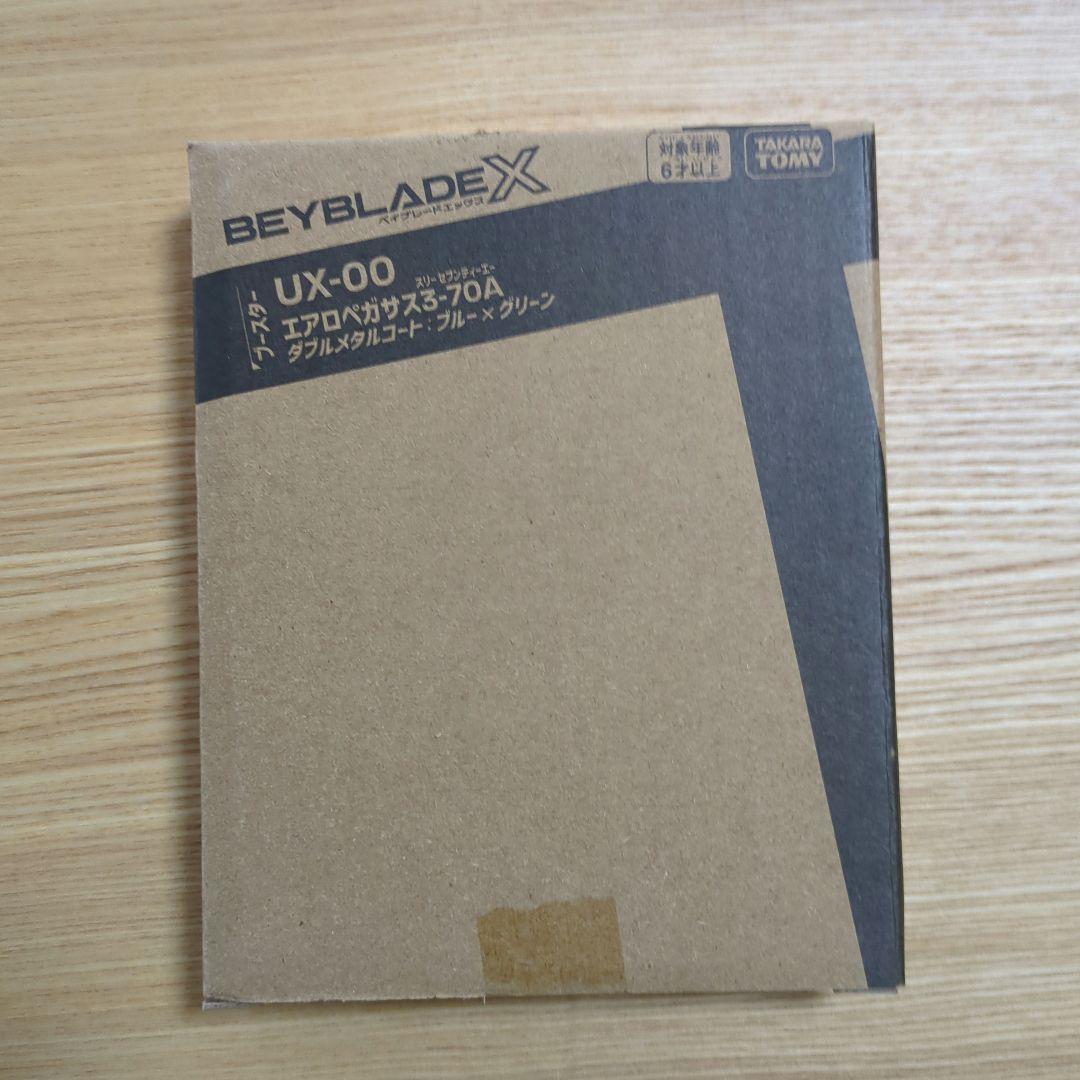 BEYBLADE X
ベイブレードエックス
対象年齢
6才以上
TAKARA
TOMY
ブースター
UX-00
スリーセブンティーエー
エアロペガサス3-70A
ダブルメタルコート:ブルー×グリーン